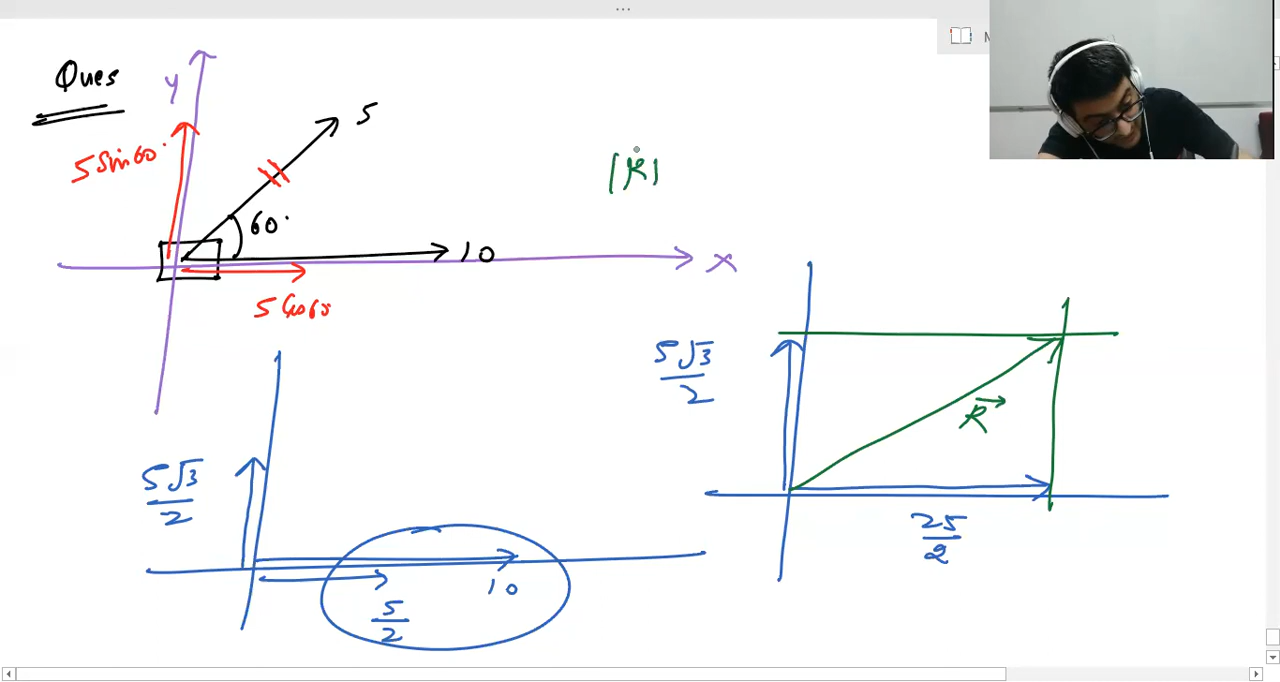 Ques
y
5
5 Sin 60°
60°
10
x
5 Cos 60
|R|
5√3/2
R⃗
25/2
5√3/2
10
5/2